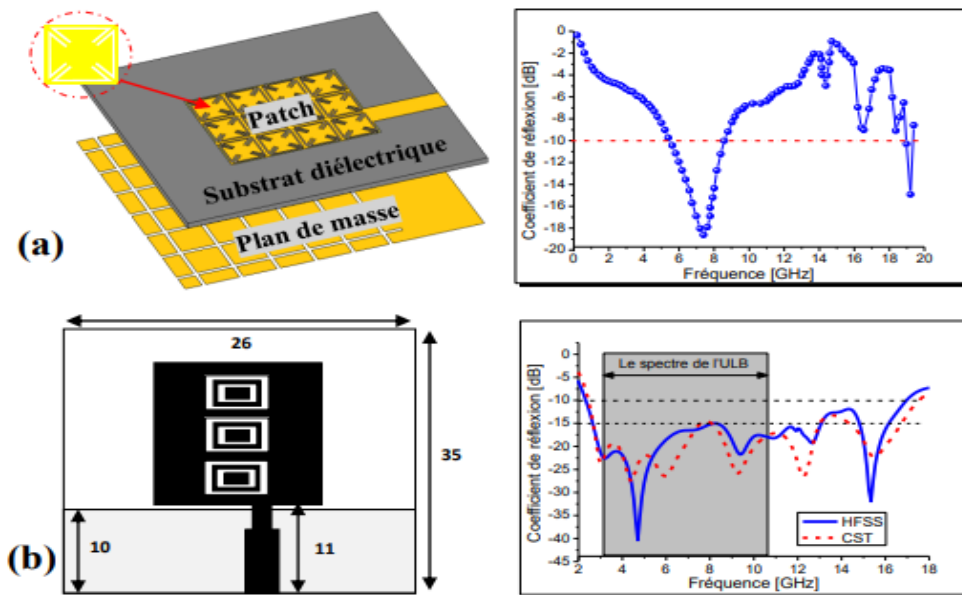 Patch
Substrat diélectrique
Plan de masse
(a)
Coefficient de réflexion [dB]
0
-2
-4
-6
-8
-10
-12
-14
-16
-18
-20
0 2 4 6 8 10 12 14 16 18 20
Fréquence [GHz]
26
35
10
11
(b)
Coefficient de réflexion [dB]
0
-5
-10
-15
-20
-25
-30
-35
-40
-45
Le spectre de l'ULB
HFSS
CST
2 4 6 8 10 12 14 16 18
Fréquence [GHz]